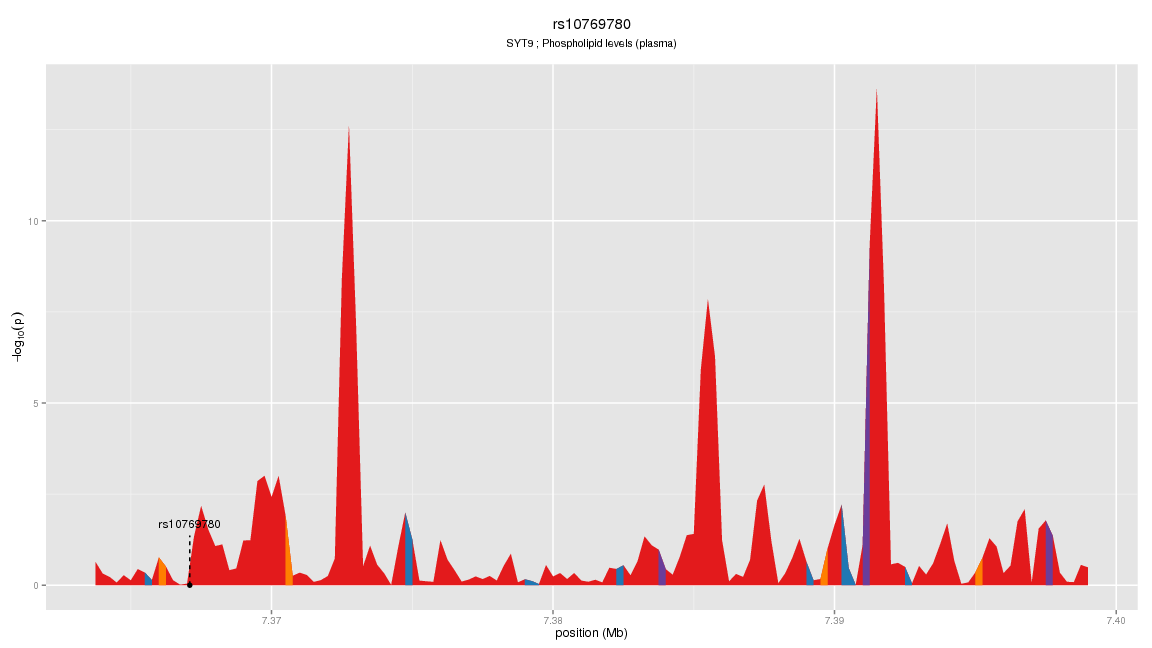 rs10769780
SYT9 ; Phospholipid levels (plasma)
-log10(p)
10
5
0
rs10769780
7.37
7.38
7.39
7.40
position (Mb)